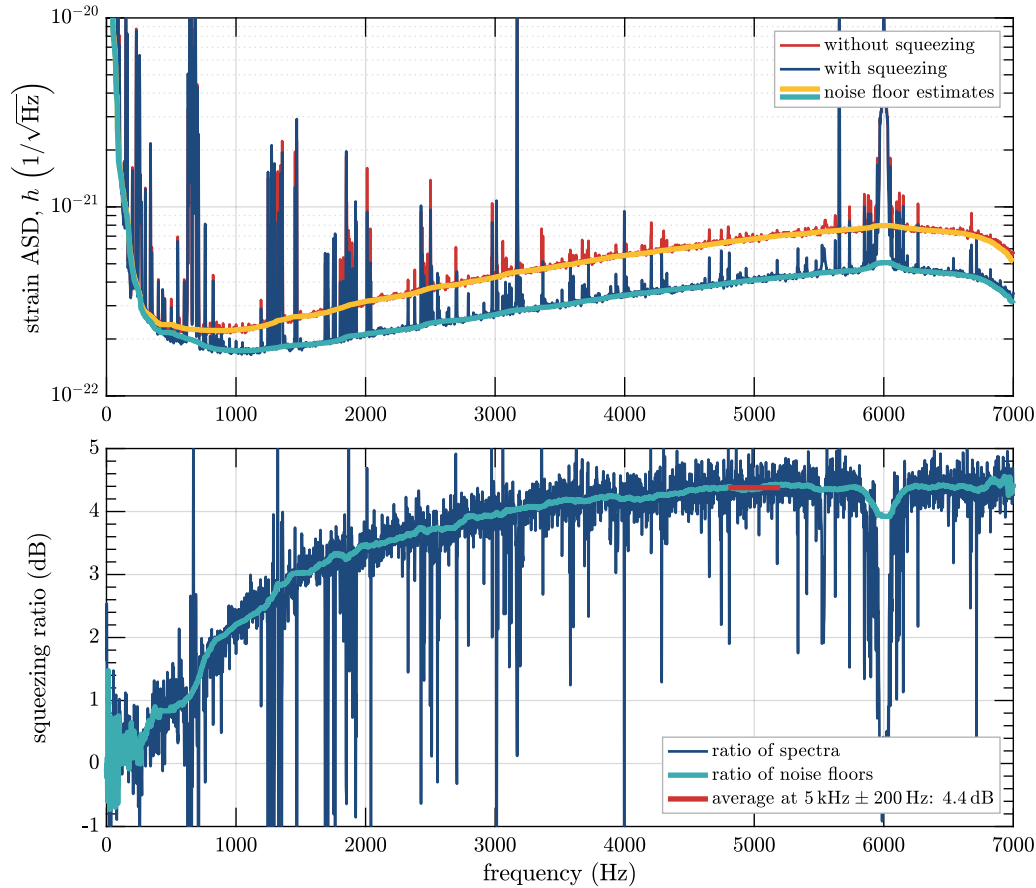 10⁻²⁰
10⁻²¹
10⁻²²
strain ASD, h (1/√Hz)
without squeezing
with squeezing
noise floor estimates
0 1000 2000 3000 4000 5000 6000 7000
5
4
3
2
1
0
-1
squeezing ratio (dB)
ratio of spectra
ratio of noise floors
average at 5 kHz ± 200 Hz: 4.4 dB
0 1000 2000 3000 4000 5000 6000 7000
frequency (Hz)